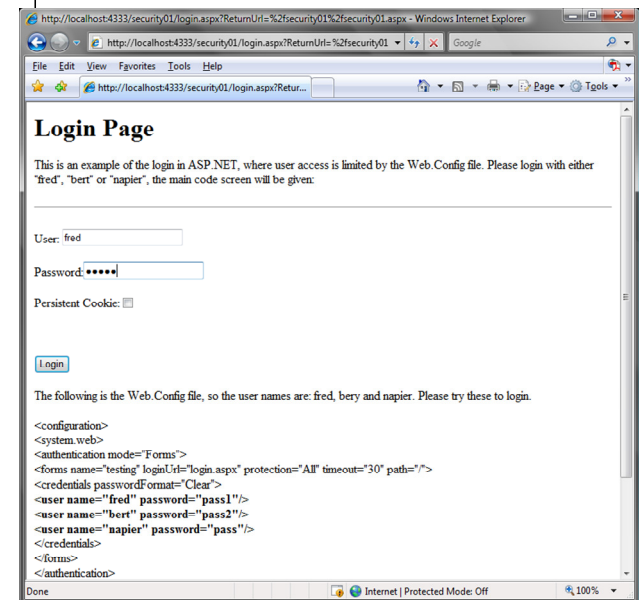 http://localhost:4333/security01/login.aspx?ReturnUrl=%2fsecurity01%2fsecurity01.aspx - Windows Internet Explorer
http://localhost:4333/security01/login.aspx?ReturnUrl=%2fsecurity01 Google
File Edit View Favorites Tools Help
http://localhost:4333/security01/login.aspx?Retur... Page Tools
Login Page
This is an example of the login in ASP.NET, where user access is limited by the Web.Config file. Please login with either
"fred", "bert" or "napier", the main code screen will be given:
User: fred
Password: •••••
Persistent Cookie:
Login
The following is the Web.Config file, so the user names are: fred, bery and napier. Please try these to login.
<configuration>
<system.web>
<authentication mode="Forms">
<forms name="testing" loginUrl="login.aspx" protection="All" timeout="30" path="/">
<credentials passwordFormat="Clear">
<user name="fred" password="pass1"/>
<user name="bert" password="pass2"/>
<user name="napier" password="pass"/>
</credentials>
</forms>
</authentication>
Done Internet | Protected Mode: Off 100%